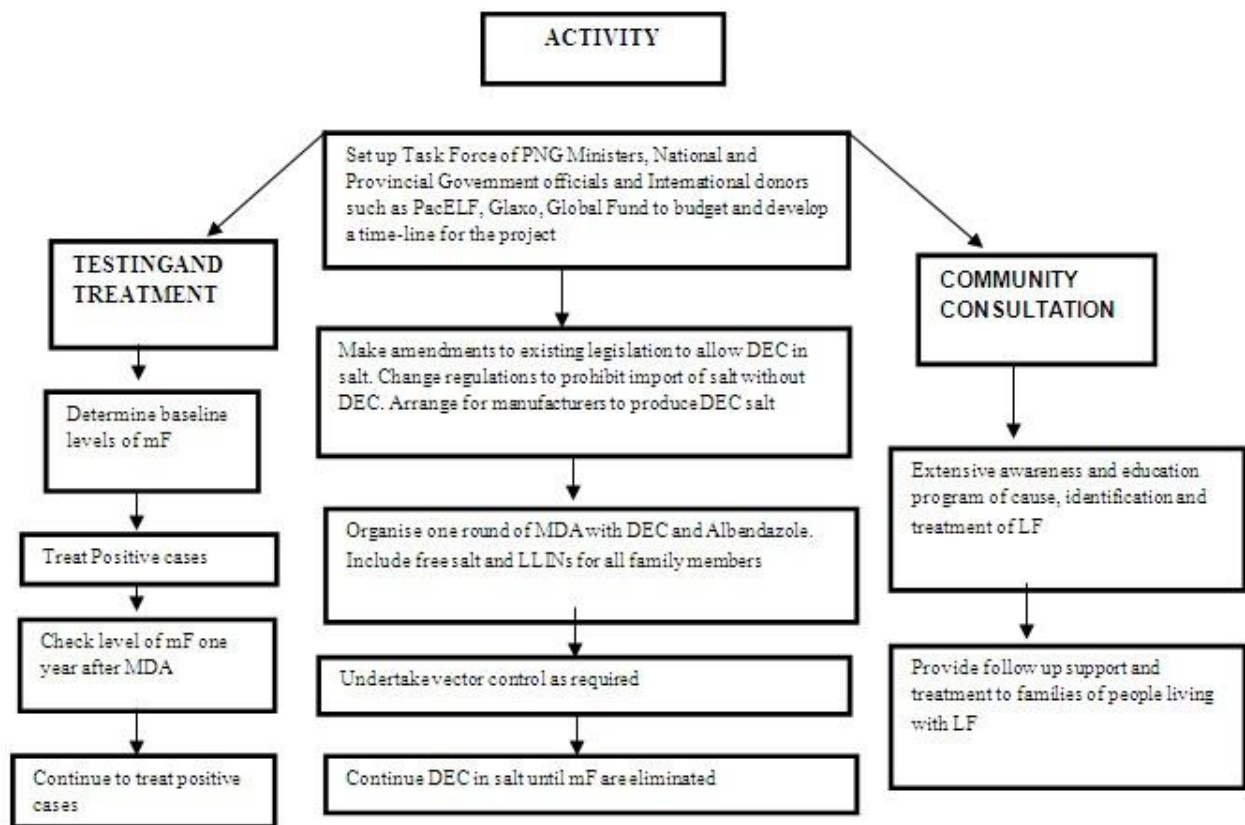 ACTIVITY
Set up Task Force of PNG Ministers, National and
Provincial Government officials and International donors
such as PacELF, Glaxo, Global Fund to budget and develop
a time-line for the project
TESTINGAND
TREATMENT
COMMUNITY
CONSULTATION
Make amendments to existing legislation to allow DEC in
salt. Change regulations to prohibit import of salt without
DEC. Arrange for manufacturers to produce DEC salt
Determine baseline
levels of mF
Extensive awareness and education
program of cause, identification and
treatment of LF
Organise one round of MDA with DEC and Albendazole.
Include free salt and LLINs for all family members
Treat Positive cases
Check level of mF one
year after MDA
Undertake vector control as required
Provide follow up support and
treatment to families of people living
with LF
Continue to treat positive
cases
Continue DEC in salt until mF are eliminated